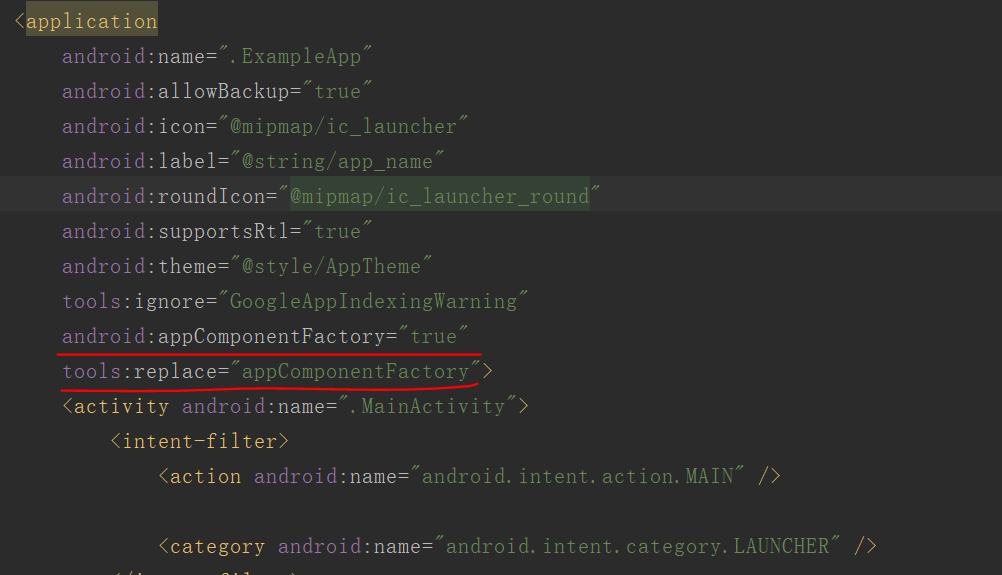 <application
android:name=".ExampleApp"
android:allowBackup="true"
android:icon="@mipmap/ic_launcher"
android:label="@string/app_name"
android:roundIcon="@mipmap/ic_launcher_round"
android:supportsRtl="true"
android:theme="@style/AppTheme"
tools:ignore="GoogleAppIndexingWarning"
android:appComponentFactory="true"
tools:replace="appComponentFactory">
<activity android:name=".MainActivity">
<intent-filter>
<action android:name="android.intent.action.MAIN" />
<category android:name="android.intent.category.LAUNCHER" />